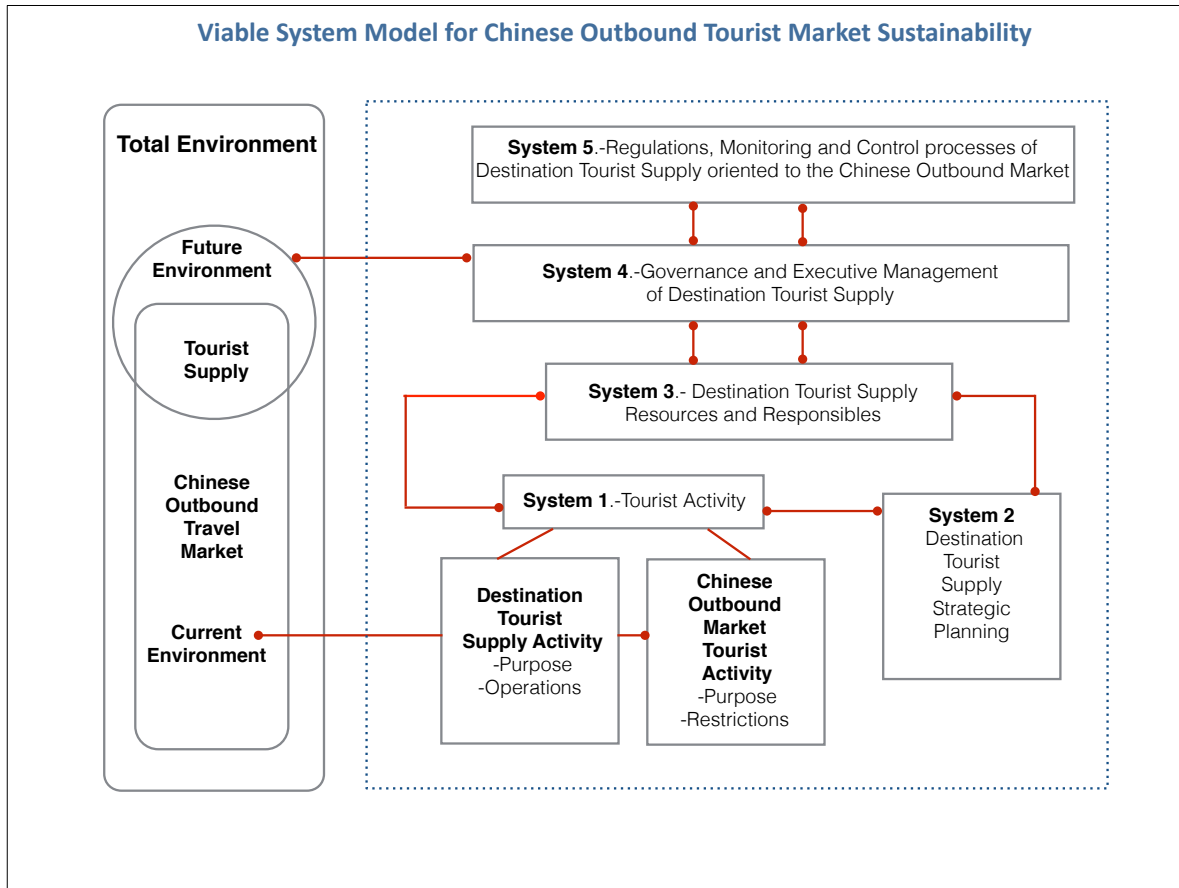 Viable System Model for Chinese Outbound Tourist Market Sustainability
Total Environment
Future
Environment
Tourist
Supply
Chinese
Outbound
Travel
Market
Current
Environment
System 5.-Regulations, Monitoring and Control processes of
Destination Tourist Supply oriented to the Chinese Outbound Market
System 4.-Governance and Executive Management
of Destination Tourist Supply
System 3.- Destination Tourist Supply
Resources and Responsibles
System 1.-Tourist Activity
System 2
Destination
Tourist
Supply
Strategic
Planning
Destination
Tourist
Supply Activity
-Purpose
-Operations
Chinese
Outbound
Market
Tourist
Activity
-Purpose
-Restrictions